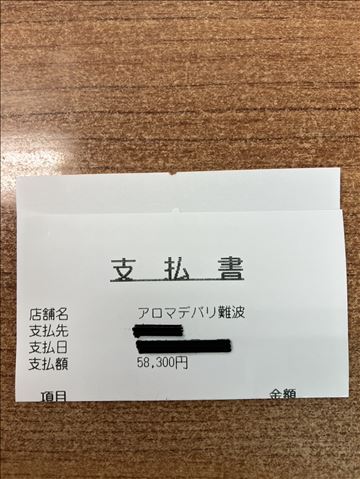 支払書
店舗名 アロマデバリ難波
支払先
支払日
支払額 58,300円
項目 金額